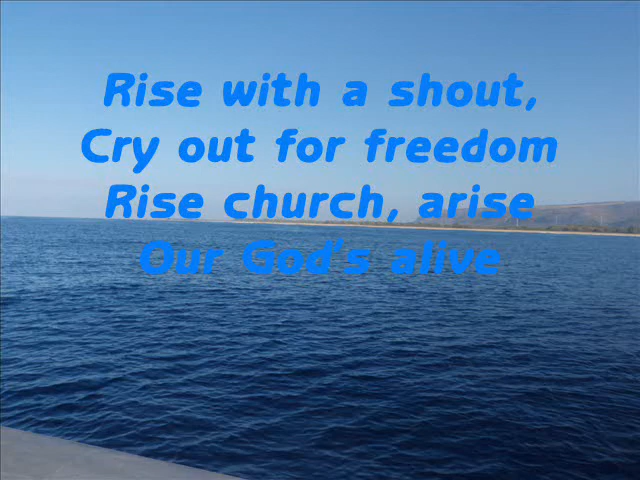 Rise with a shout,
Cry out for freedom
Rise church, arise
Our God's alive